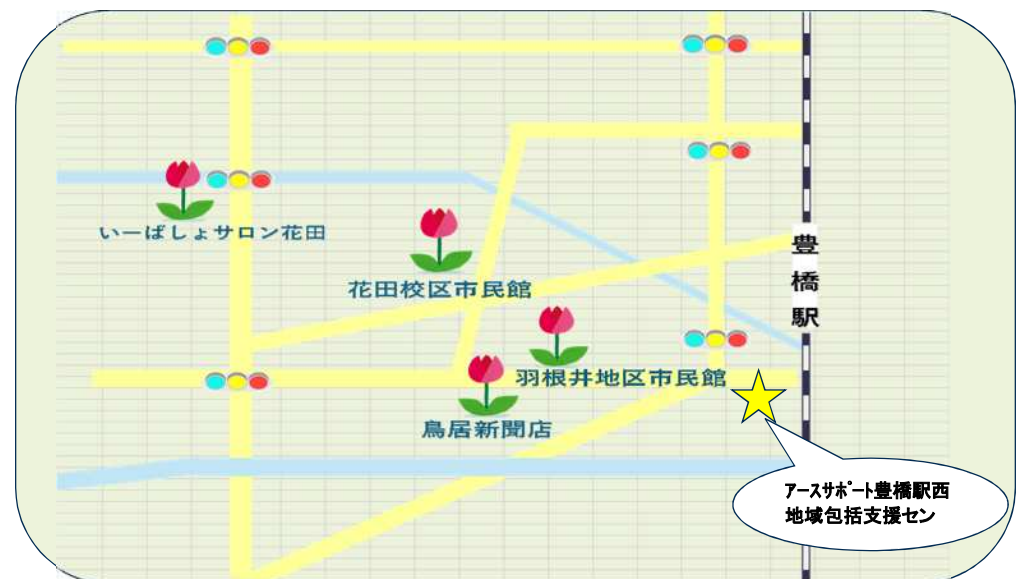 いーばしょサロン花田
豊橋駅
花田校区市民館
羽根井地区市民館
鳥居新聞店
アースサポート豊橋駅西
地域包括支援セン